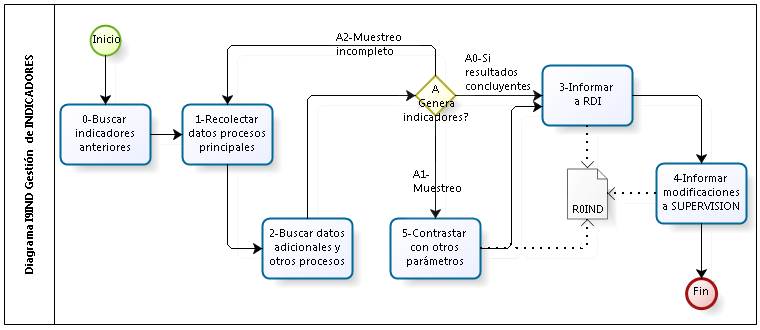 Diagrama I9IND Gestión de INDICADORES
Inicio
0-Buscar
indicadores
anteriores
1-Recolectar
datos procesos
principales
2-Buscar datos
adicionales y
otros procesos
A2-Muestreo
incompleto
A
Genera
indicadores?
A0-Si
resultados
concluyentes
A1-
Muestreo
3-Informar
a RDI
5-Contrastar
con otros
parámetros
R0IND
4-Informar
modificaciones
a SUPERVISION
Fin